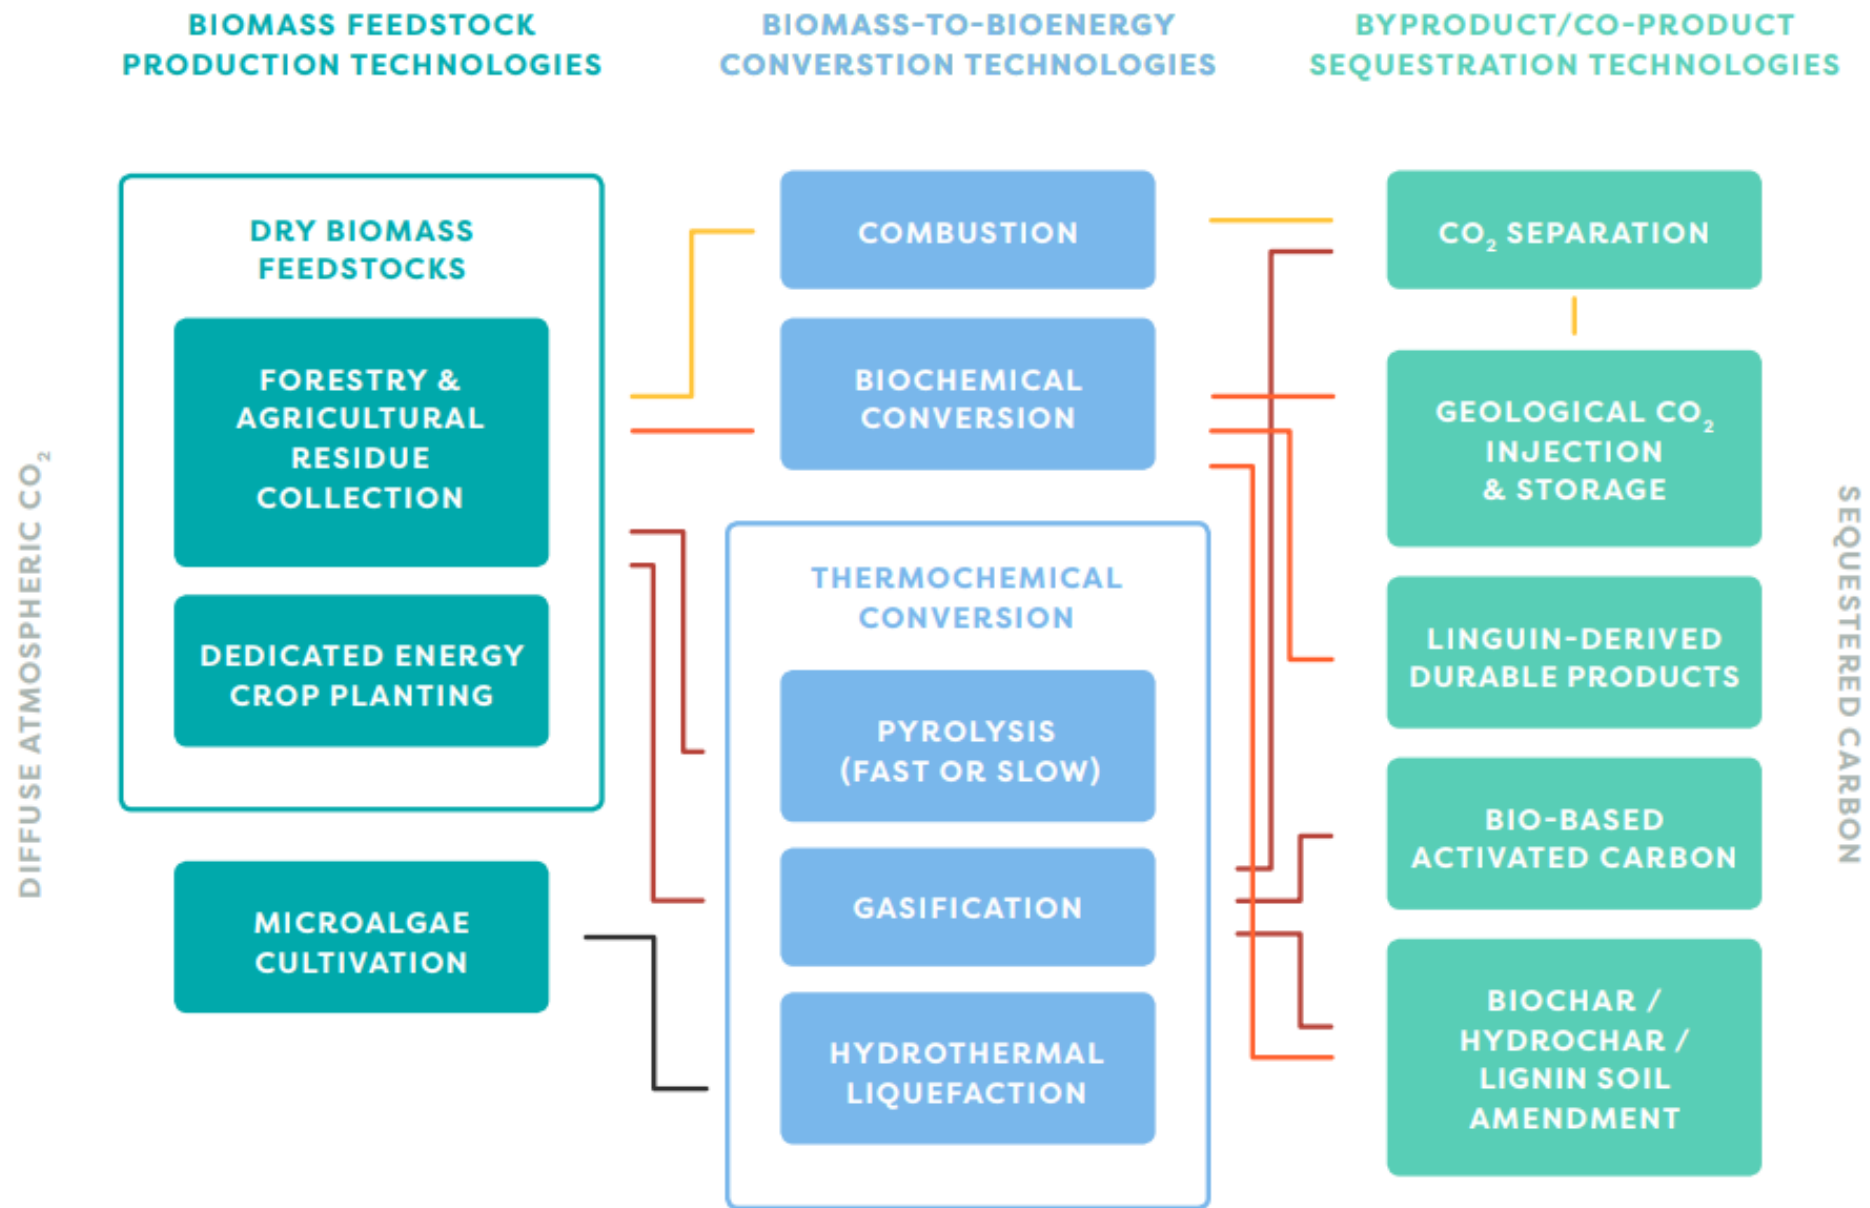 BIOMASS FEEDSTOCK
PRODUCTION TECHNOLOGIES
BIOMASS-TO-BIOENERGY
CONVERSTION TECHNOLOGIES
BYPRODUCT/CO-PRODUCT
SEQUESTRATION TECHNOLOGIES
DIFFUSE ATMOSPHERIC CO₂
DRY BIOMASS
FEEDSTOCKS
FORESTRY &
AGRICULTURAL
RESIDUE
COLLECTION
DEDICATED ENERGY
CROP PLANTING
MICROALGAE
CULTIVATION
COMBUSTION
BIOCHEMICAL
CONVERSION
THERMOCHEMICAL
CONVERSION
PYROLYSIS
(FAST OR SLOW)
GASIFICATION
HYDROTHERMAL
LIQUEFACTION
CO₂ SEPARATION
GEOLOGICAL CO₂
INJECTION
& STORAGE
LINGUIN-DERIVED
DURABLE PRODUCTS
BIO-BASED
ACTIVATED CARBON
BIOCHAR /
HYDROCHAR /
LIGNIN SOIL
AMENDMENT
SEQUESTERED CARBON